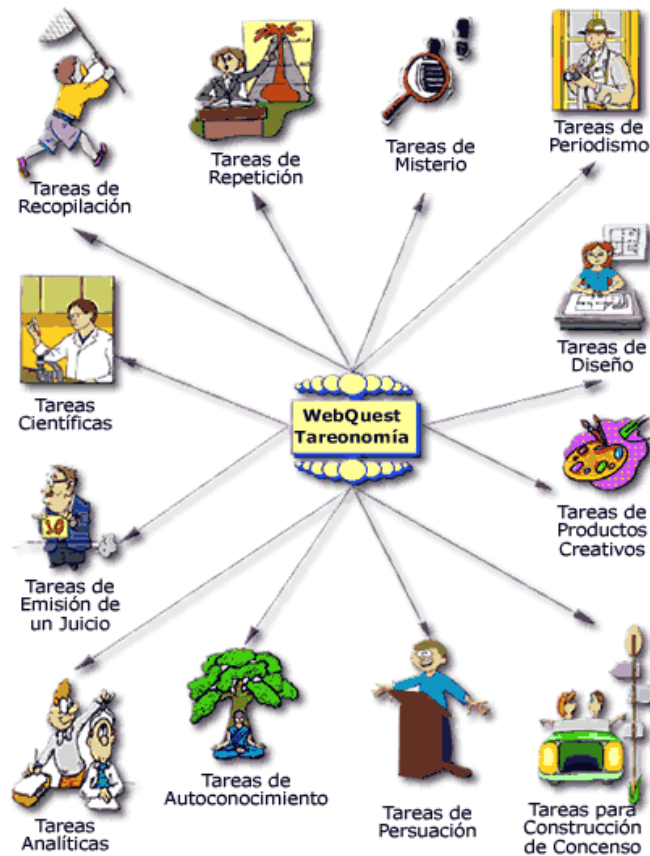 Tareas de
Recopilación
Tareas de
Repetición
Tareas de
Misterio
Tareas de
Periodismo
Tareas
Científicas
WebQuest
Tareonomía
Tareas de
Diseño
Tareas de
Productos
Creativos
10
Tareas de
Emisión de
un Juicio
Tareas
Analíticas
Tareas de
Autoconocimiento
Tareas de
Persuación
Tareas para
Construcción
de Concenso